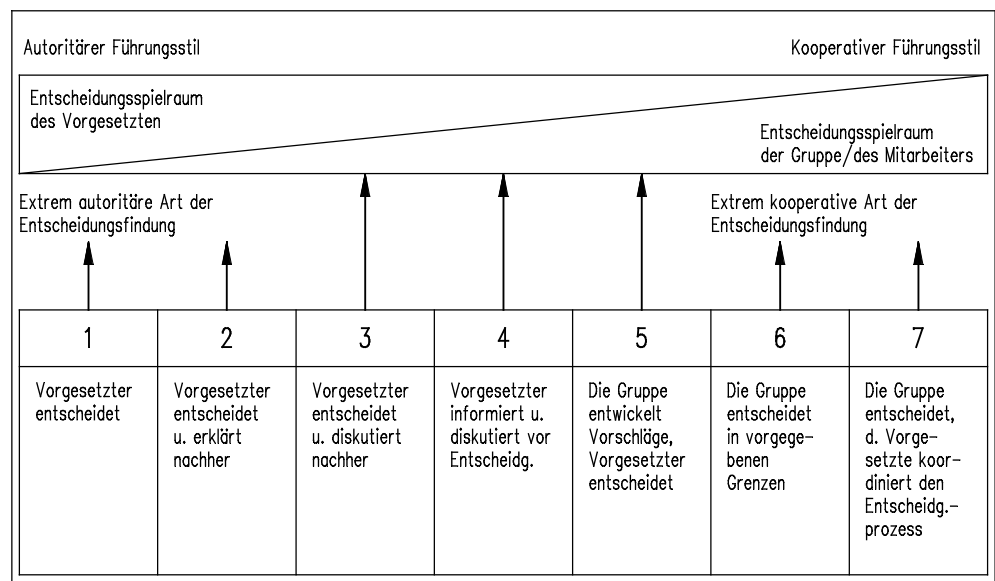 Autoritärer Führungsstil
Kooperativer Führungsstil
Entscheidungsspielraum
des Vorgesetzten
Entscheidungsspielraum
der Gruppe/des Mitarbeiters
Extrem autoritäre Art der
Entscheidungsfindung
Extrem kooperative Art der
Entscheidungsfindung
1
2
3
4
5
6
7
Vorgesetzter
entscheidet
Vorgesetzter
entscheidet
u. erklärt
nachher
Vorgesetzter
entscheidet
u. diskutiert
nachher
Vorgesetzter
informiert u.
diskutiert vor
Entscheidg.
Die Gruppe
entwickelt
Vorschläge,
Vorgesetzter
entscheidet
Die Gruppe
entscheidet
in vorgege-
benen
Grenzen
Die Gruppe
entscheidet,
d. Vorge-
setzte koor-
diniert den
Entscheidg.-
prozess